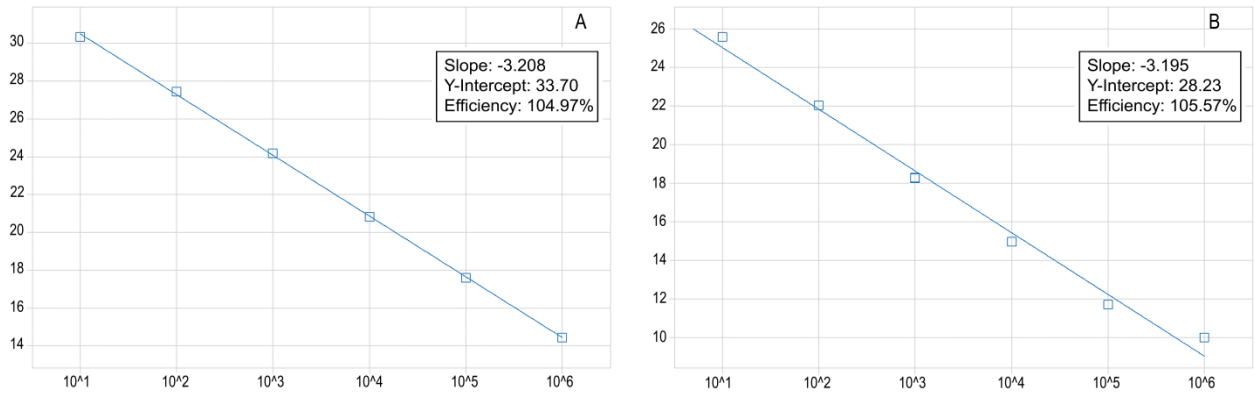 A
30
28
26
24
22
20
18
16
14
Slope: -3.208
Y-Intercept: 33.70
Efficiency: 104.97%
10^1 10^2 10^3 10^4 10^5 10^6
B
26
24
22
20
18
16
14
12
10
Slope: -3.195
Y-Intercept: 28.23
Efficiency: 105.57%
10^1 10^2 10^3 10^4 10^5 10^6